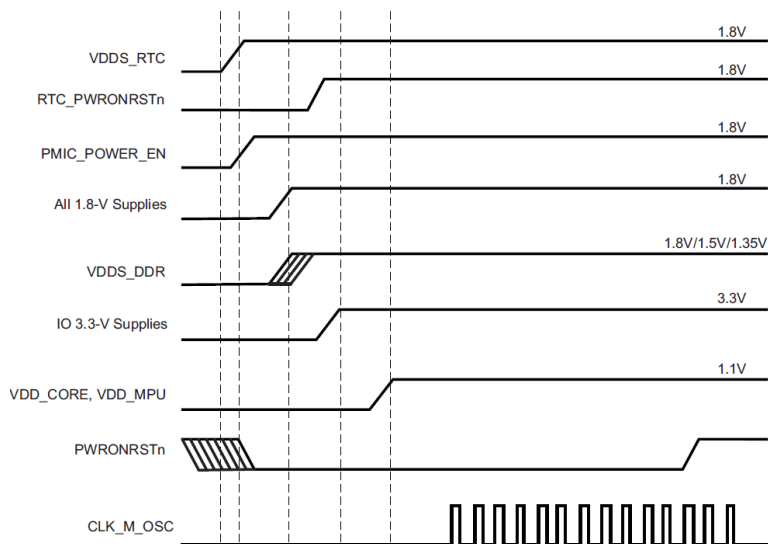 1.8V
VDDS_RTC
1.8V
RTC_PWRONRSTn
1.8V
PMIC_POWER_EN
1.8V
All 1.8-V Supplies
1.8V/1.5V/1.35V
VDDS_DDR
3.3V
IO 3.3-V Supplies
1.1V
VDD_CORE, VDD_MPU
PWRONRSTn
CLK_M_OSC